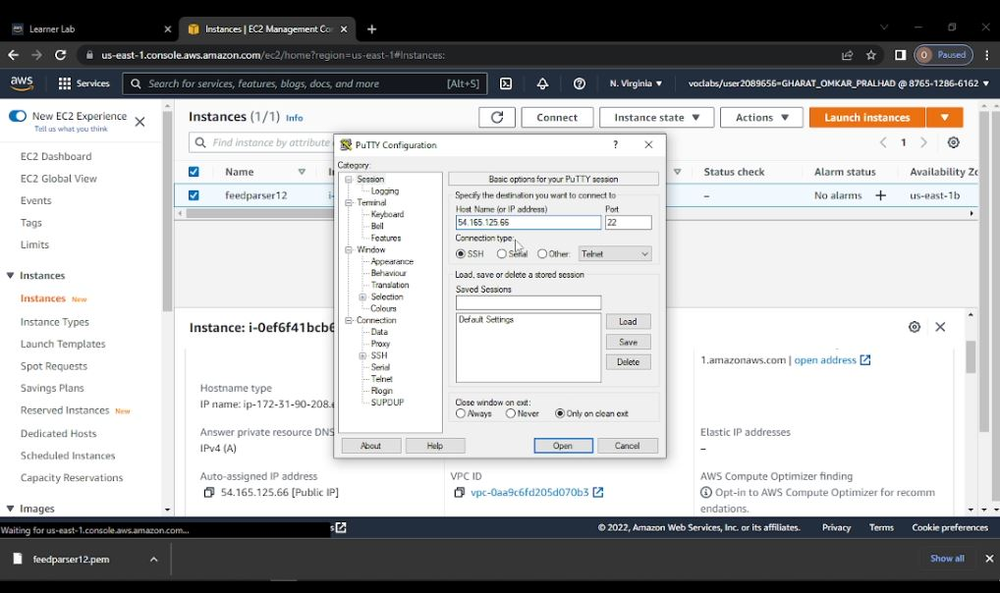 Learner Lab
Instances | EC2 Management Con
us-east-1.console.aws.amazon.com/ec2/home?region=us-east-1#Instances:
Paused
aws
Services
Search for services, features, blogs, docs, and more
[Alt+S]
N. Virginia
voclabs/user2089656=GHARAT_OMKAR_PRALHAD @ 8765-1286-6162
New EC2 Experience
Tell us what you think
EC2 Dashboard
EC2 Global View
Events
Tags
Limits
Instances
Instances New
Instance Types
Launch Templates
Spot Requests
Savings Plans
Reserved Instances New
Dedicated Hosts
Scheduled Instances
Capacity Reservations
Images
Instances (1/1) Info
Connect
Instance state
Actions
Launch instances
Find instance by attribute
1
Name
Status check
Alarm status
Availability Zo
feedparser12
i-
–
No alarms +
us-east-1b
PuTTY Configuration
?
Category:
Session
Logging
Terminal
Keyboard
Bell
Features
Window
Appearance
Behaviour
Translation
Selection
Colours
Connection
Data
Proxy
SSH
Serial
Telnet
Rlogin
SUPDUP
Basic options for your PuTTY session
Specify the destination you want to connect to
Host Name (or IP address)
Port
54.165.125.66
22
Connection type:
SSH
Serial
Other:
Telnet
Load, save or delete a stored session
Saved Sessions
Default Settings
Load
Save
Delete
Close window on exit:
Always
Never
Only on clean exit
About
Help
Open
Cancel
Instance: i-0ef6f41bcb6
1.amazonaws.com | open address
Hostname type
IP name: ip-172-31-90-208.e
Answer private resource DNS
IPv4 (A)
Elastic IP addresses
–
Auto-assigned IP address
54.165.125.66 [Public IP]
VPC ID
vpc-0aa9c6fd205d070b3
AWS Compute Optimizer finding
Opt-in to AWS Compute Optimizer for recomm
endations.
Waiting for us-east-1.console.aws.amazon.com...
© 2022, Amazon Web Services, Inc. or its affiliates.
Privacy
Terms
Cookie preferences
feedparser12.pem
Show all